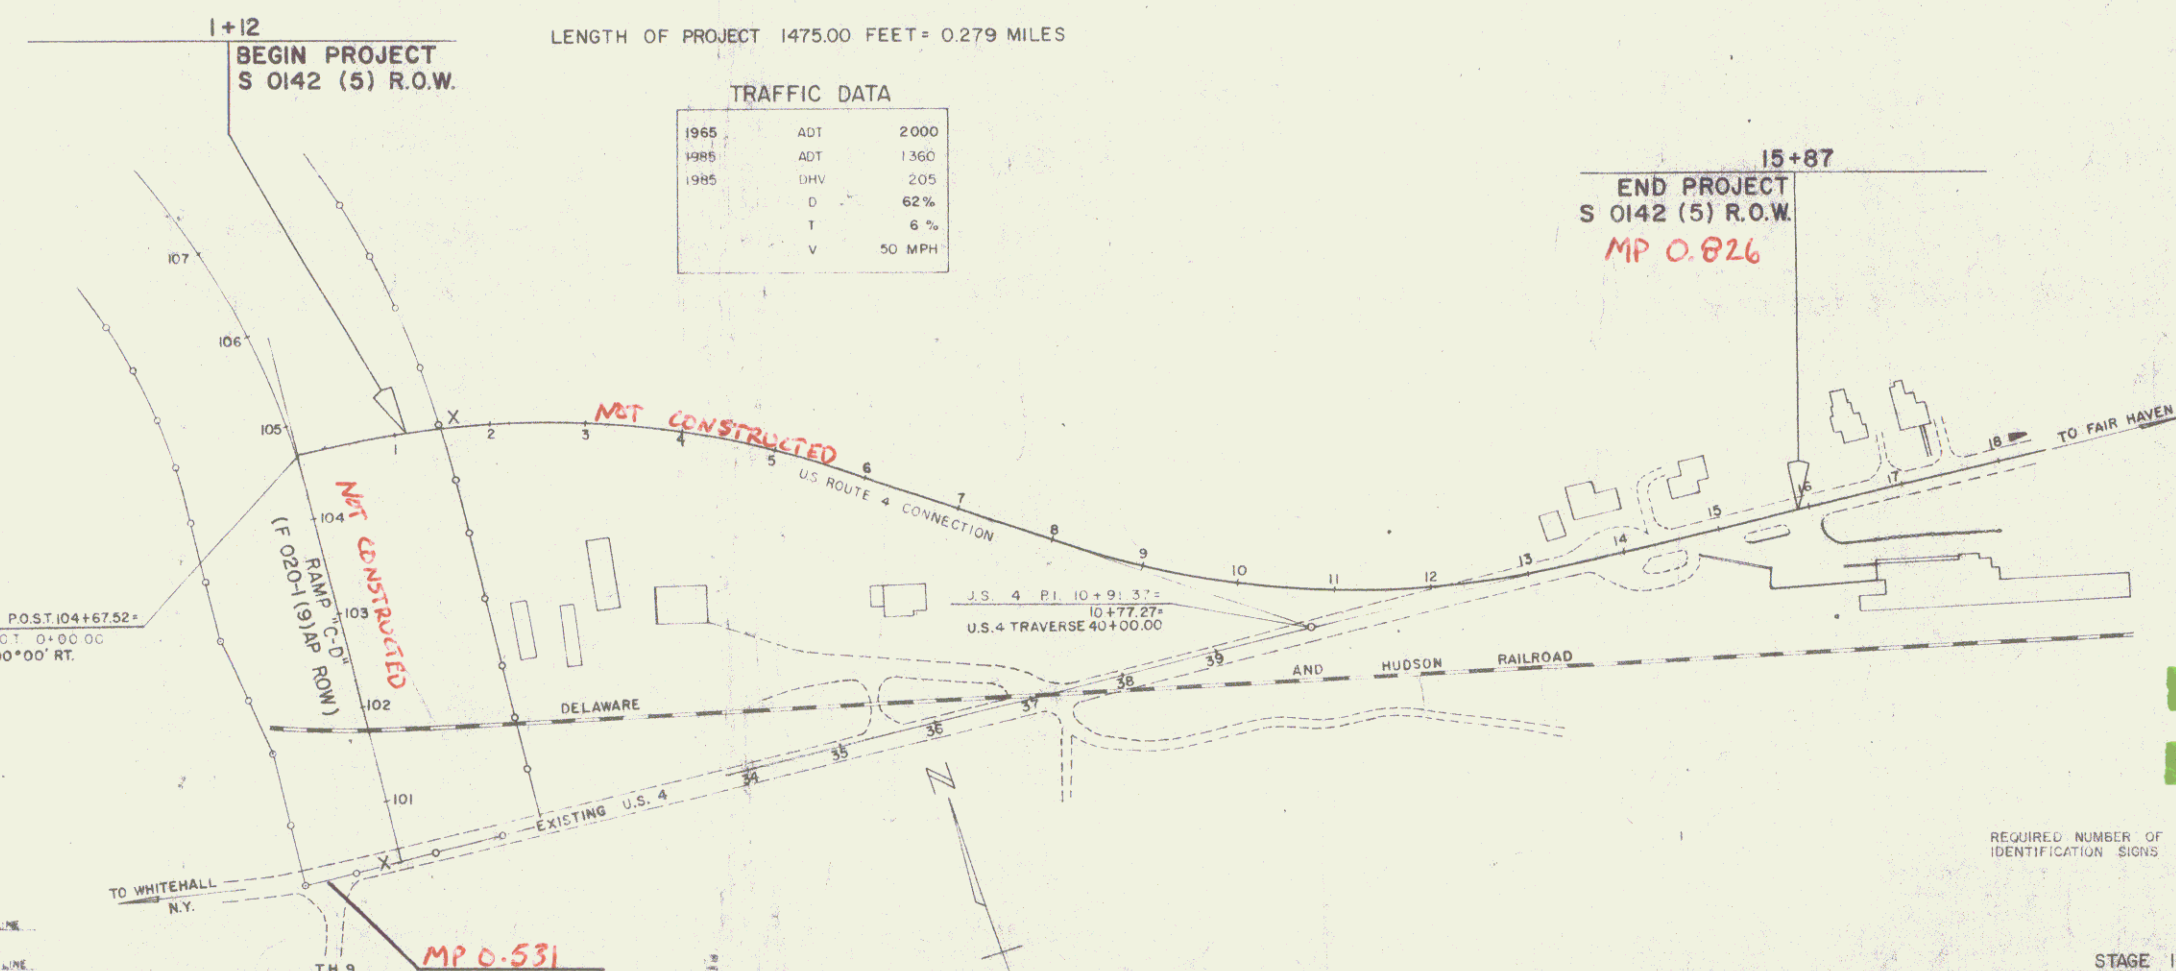 1+12
BEGIN PROJECT
S 0142 (5) R.O.W.
LENGTH OF PROJECT 1475.00 FEET = 0.279 MILES
TRAFFIC DATA
1965 ADT 2000
1985 ADT 1360
1985 DHV 205
D 62%
T 6 %
V 50 MPH
15+87
END PROJECT
S 0142 (5) R.O.W.
MP 0.826
107
106
105
104
103
102
101
X
1
2
3
4
5
6
7
8
9
10
11
12
13
14
15
16
17
18
NOT CONSTRUCTED
U.S ROUTE 4 CONNECTION
TO FAIR HAVEN
NOT CONSTRUCTED
RAMP "C-D"
(F 020-1(9)AP ROW)
P.O.S.T. 104+67.52=
0+00.00
00°00' RT.
U.S. 4 P.I. 10+91.37=
10+77.27=
U.S.4 TRAVERSE 40+00.00
DELAWARE AND HUDSON RAILROAD
34
35
36
37
38
39
EXISTING U.S. 4
X
N
TO WHITEHALL
N.Y.
MP 0.531
T.H.9
LINE
LINE
REQUIRED NUMBER OF
IDENTIFICATION SIGNS
STAGE 1